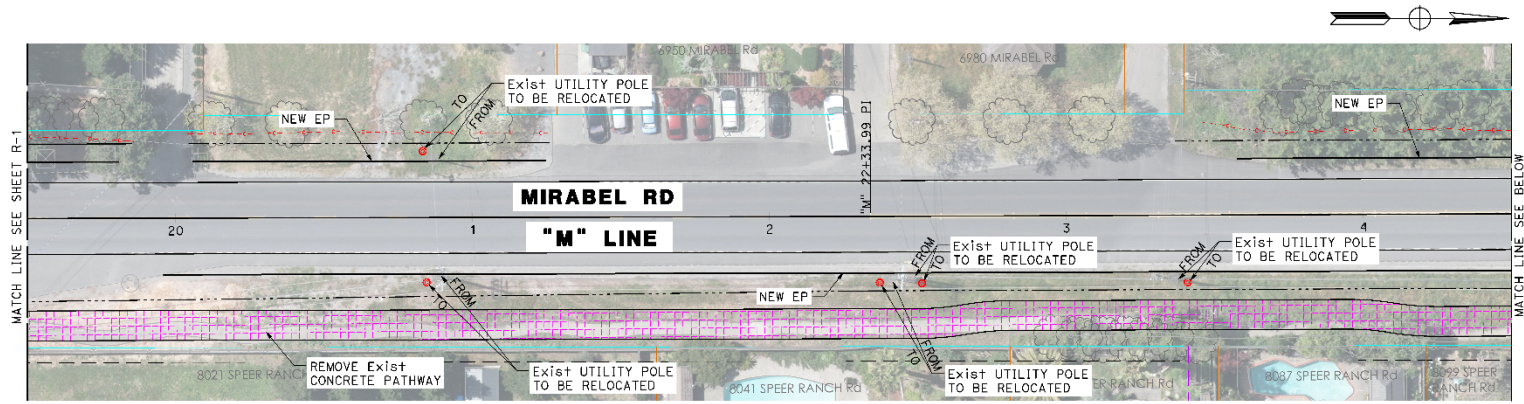 6950 MIRABEL Rd
6980 MIRABEL Rd
Exist UTILITY POLE
TO BE RELOCATED
TO
FROM
NEW EP
NEW EP
"M" 22+33.99 PI
MATCH LINE SEE SHEET R-1
MATCH LINE SEE BELOW
MIRABEL RD
20
1
2
3
4
"M" LINE
FROM
TO
Exist UTILITY POLE
TO BE RELOCATED
FROM
TO
Exist UTILITY POLE
TO BE RELOCATED
NEW EP
FROM
TO
FROM
TO
REMOVE Exist
CONCRETE PATHWAY
Exist UTILITY POLE
TO BE RELOCATED
Exist UTILITY POLE
TO BE RELOCATED
8021 SPEER RANCH
8041 SPEER RANCH Rd
ER RANCH Rd
8087 SPEER RANCH Rd
8099 SPEER
RANCH Rd